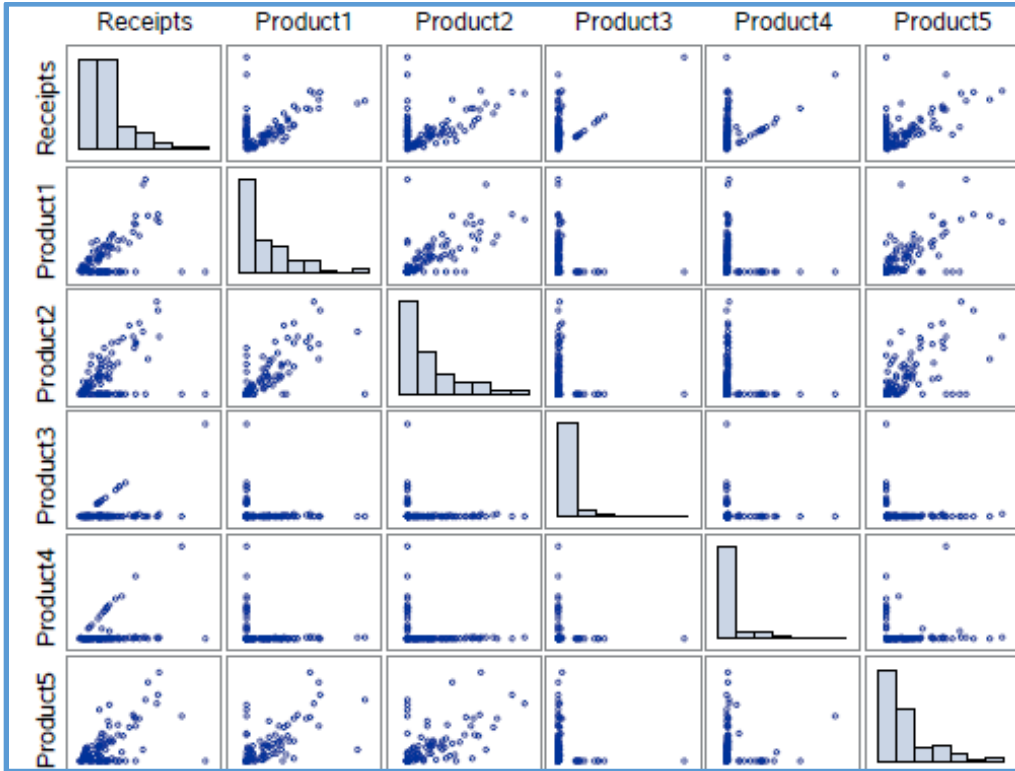 Receipts Product1 Product2 Product3 Product4 Product5
Receipts
Product1
Product2
Product3
Product4
Product5